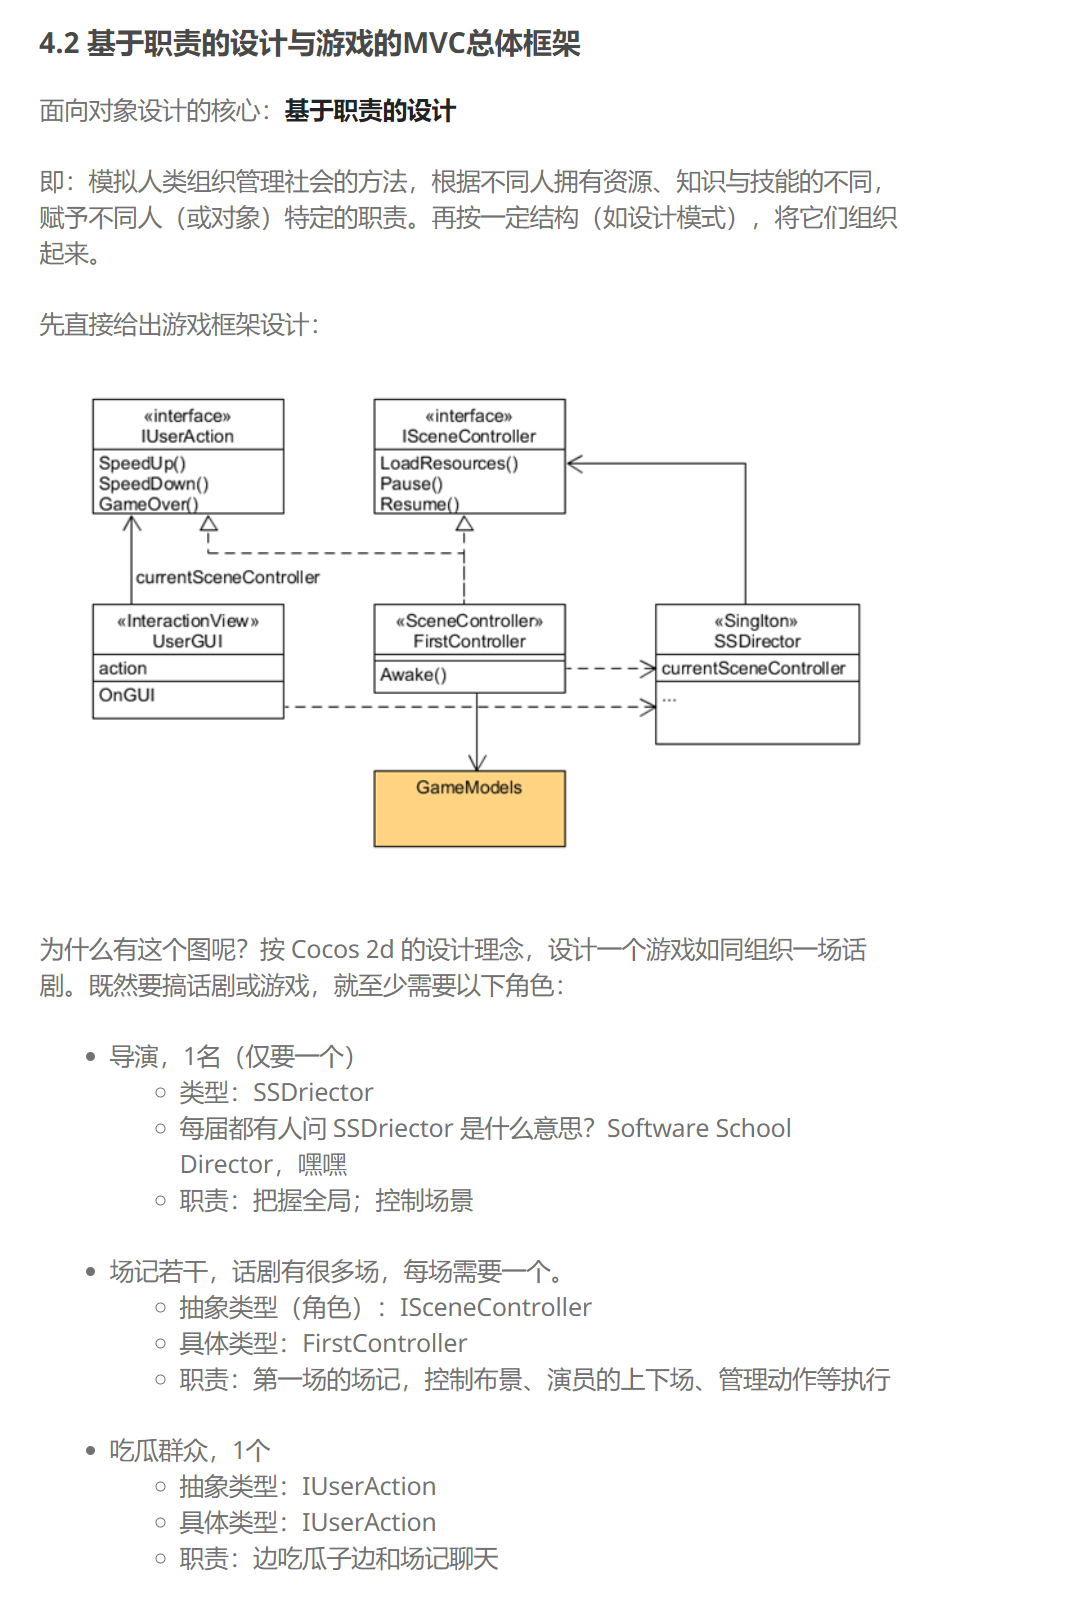 4.2 基于职责的设计与游戏的MVC总体框架
面向对象设计的核心：基于职责的设计
即：模拟人类组织管理社会的方法，根据不同人拥有资源、知识与技能的不同，
赋予不同人（或对象）特定的职责。再按一定结构（如设计模式），将它们组织
起来。
先直接给出游戏框架设计：
«interface»
IUserAction
SpeedUp()
SpeedDown()
GameOver()
«interface»
ISceneController
LoadResources()
Pause()
Resume()
currentSceneController
«InteractionView»
UserGUI
action
OnGUI
«SceneController»
FirstController
Awake()
«Singlton»
SSDirector
currentSceneController
...
GameModels
为什么有这个图呢？按 Cocos 2d 的设计理念，设计一个游戏如同组织一场话
剧。既然要搞话剧或游戏，就至少需要以下角色：
• 导演，1名（仅要一个）
◦ 类型：SSDriector
◦ 每届都有人问 SSDriector 是什么意思？Software School
Director，嘿嘿
◦ 职责：把握全局；控制场景
• 场记若干，话剧有很多场，每场需要一个。
◦ 抽象类型（角色）：ISceneController
◦ 具体类型：FirstController
◦ 职责：第一场的场记，控制布景、演员的上下场、管理动作等执行
• 吃瓜群众，1个
◦ 抽象类型：IUserAction
◦ 具体类型：IUserAction
◦ 职责：边吃瓜子边和场记聊天